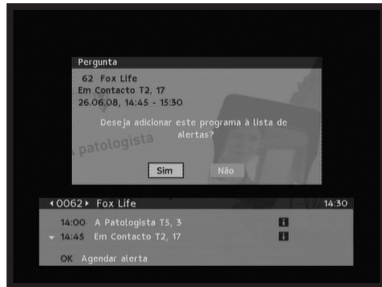 Pergunta
62 Fox Life
Em Contacto T2, 17
26.06.08, 14:45 - 15:30
Deseja adicionar este programa à lista de
alertas?
A patologista
Sim Não
0062 Fox Life 14:30
14:00 A Patologista T5, 3
14:45 Em Contacto T2, 17
OK Agendar alerta